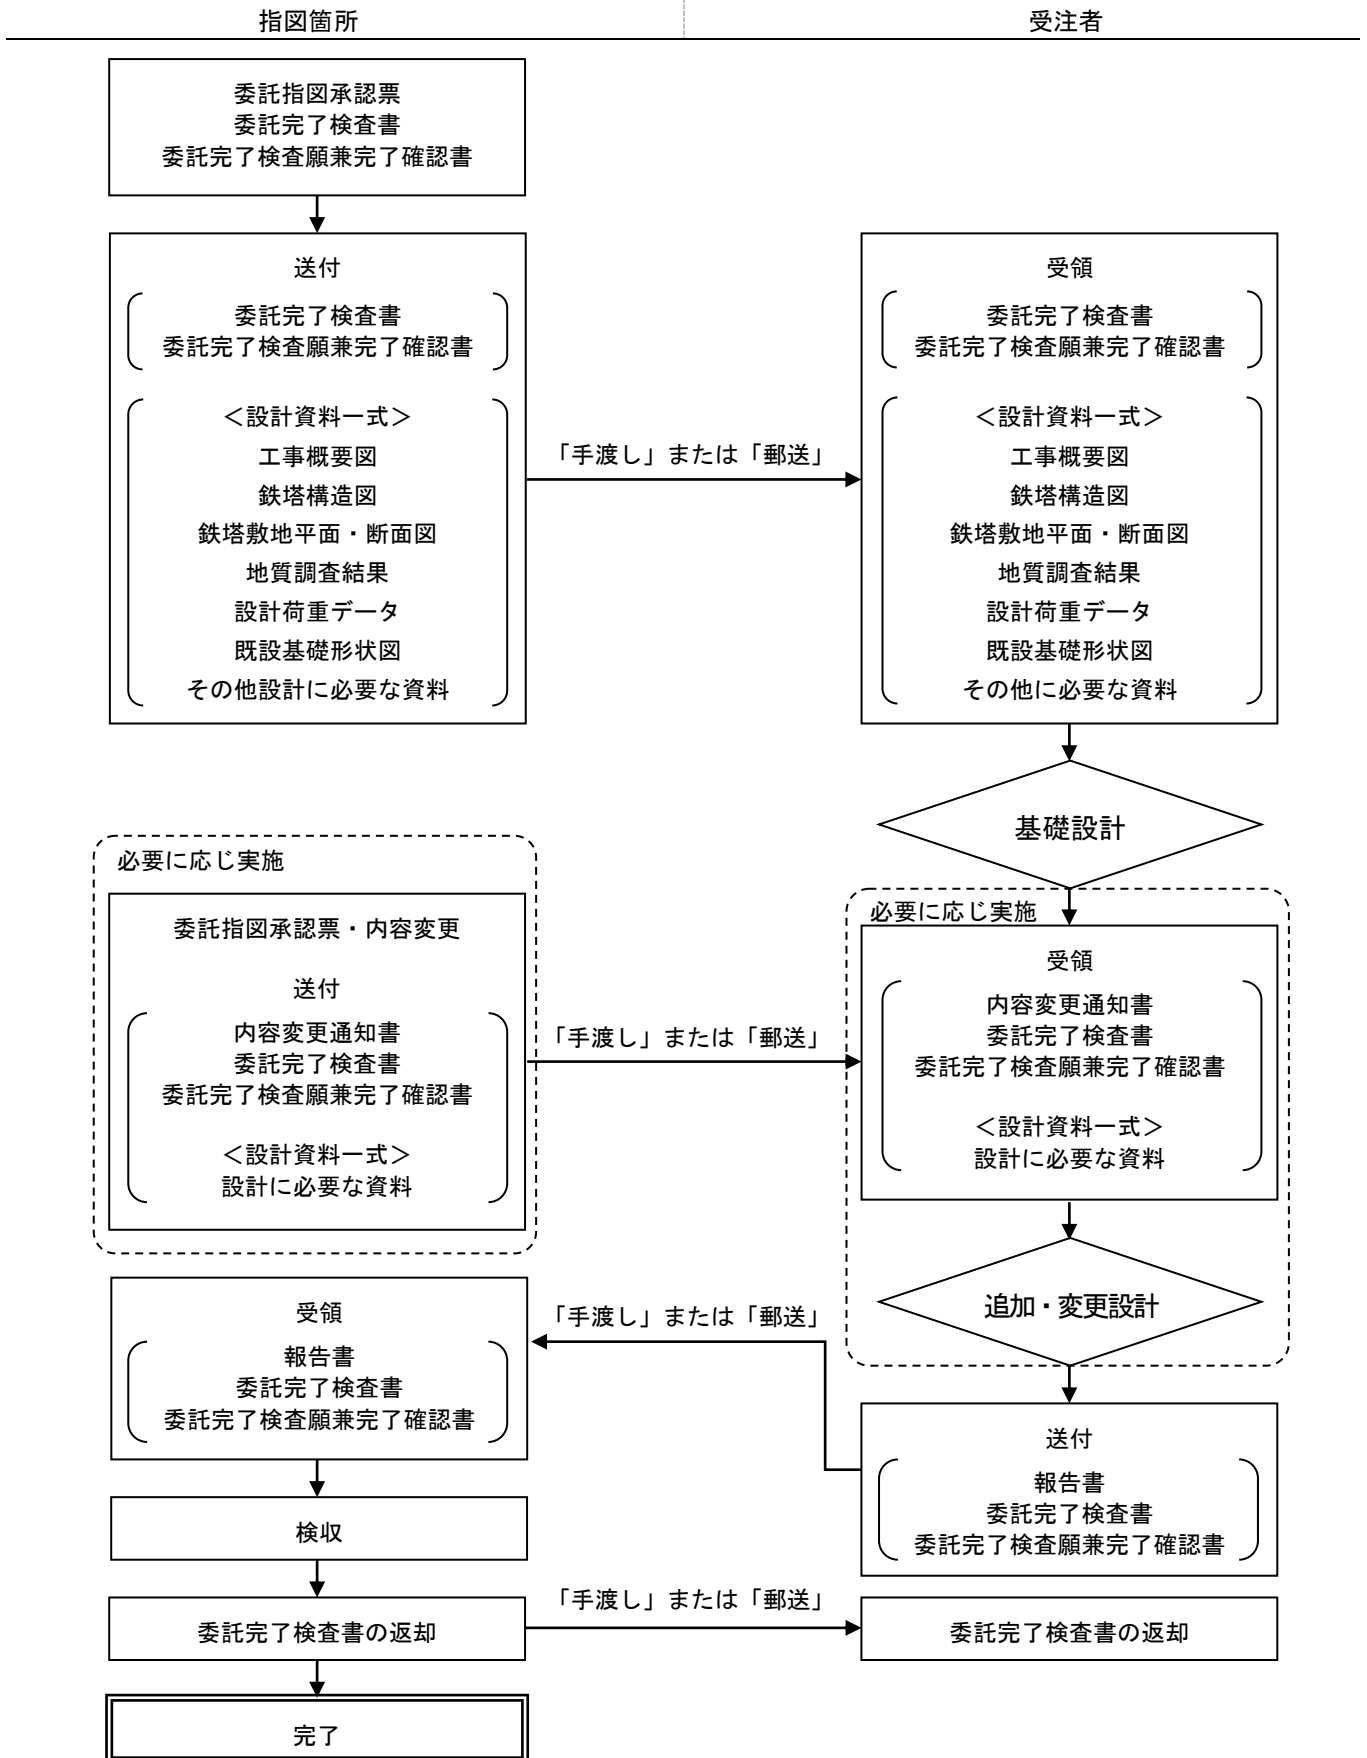 指図箇所
受注者
委託指図承認票
委託完了検査書
委託完了検査願兼完了確認書
送付
委託完了検査書
委託完了検査願兼完了確認書
＜設計資料一式＞
工事概要図
鉄塔構造図
鉄塔敷地平面・断面図
地質調査結果
設計荷重データ
既設基礎形状図
その他設計に必要な資料
「手渡し」または「郵送」
受領
委託完了検査書
委託完了検査願兼完了確認書
＜設計資料一式＞
工事概要図
鉄塔構造図
鉄塔敷地平面・断面図
地質調査結果
設計荷重データ
既設基礎形状図
その他に必要な資料
基礎設計
必要に応じ実施
委託指図承認票・内容変更
送付
内容変更通知書
委託完了検査書
委託完了検査願兼完了確認書
＜設計資料一式＞
設計に必要な資料
「手渡し」または「郵送」
必要に応じ実施
受領
内容変更通知書
委託完了検査書
委託完了検査願兼完了確認書
＜設計資料一式＞
設計に必要な資料
追加・変更設計
「手渡し」または「郵送」
受領
報告書
委託完了検査書
委託完了検査願兼完了確認書
送付
報告書
委託完了検査書
委託完了検査願兼完了確認書
検収
委託完了検査書の返却
「手渡し」または「郵送」
委託完了検査書の返却
完了